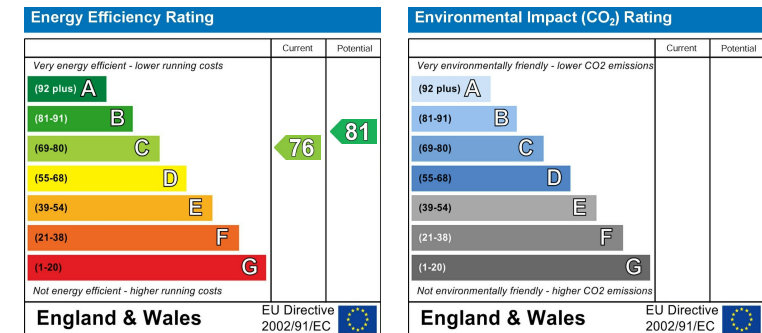 Energy Efficiency Rating
Current Potential
Very energy efficient - lower running costs
(92 plus) A
(81-91) B
(69-80) C
(55-68) D
(39-54) E
(21-38) F
(1-20) G
76
81
Not energy efficient - higher running costs
England & Wales
EU Directive
2002/91/EC
Environmental Impact (CO₂) Rating
Current Potential
Very environmentally friendly - lower CO2 emissions
(92 plus) A
(81-91) B
(69-80) C
(55-68) D
(39-54) E
(21-38) F
(1-20) G
Not environmentally friendly - higher CO2 emissions
England & Wales
EU Directive
2002/91/EC